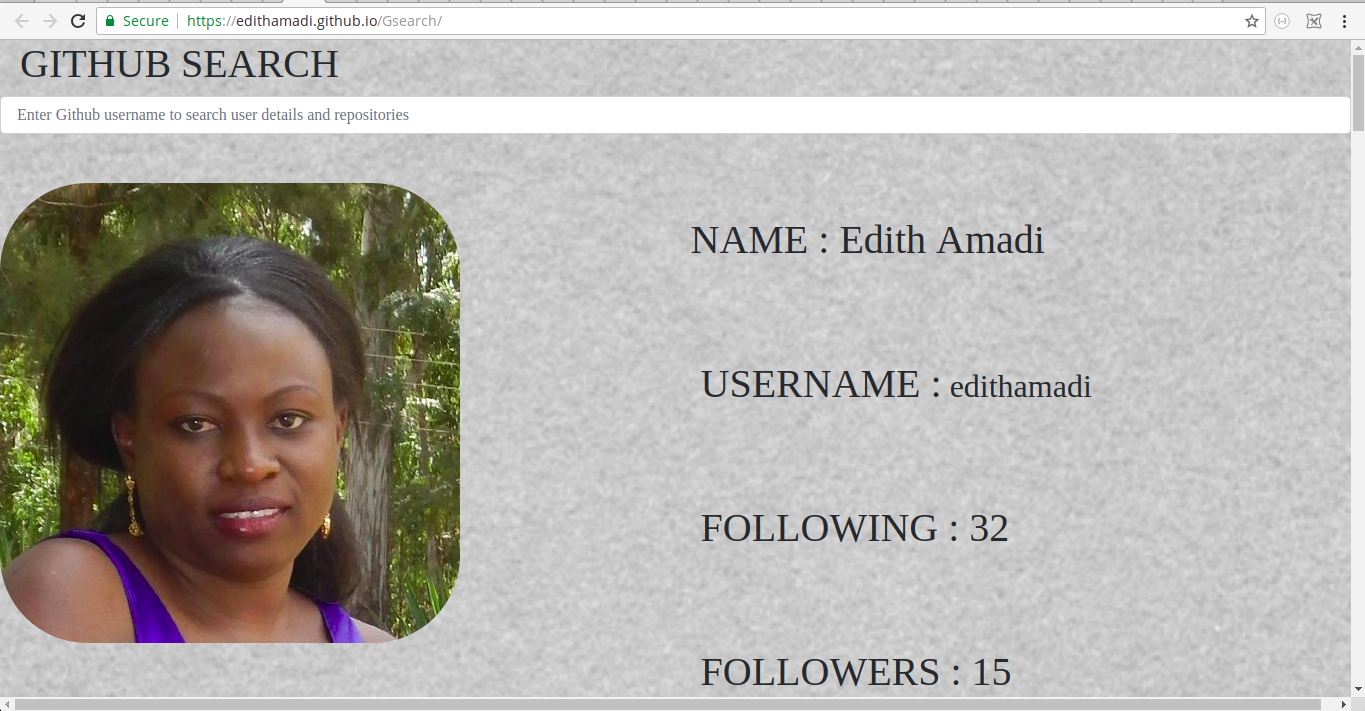 Secure https://edithamadi.github.io/Gsearch/
GITHUB SEARCH
Enter Github username to search user details and repositories
NAME : Edith Amadi
USERNAME : edithamadi
FOLLOWING : 32
FOLLOWERS : 15